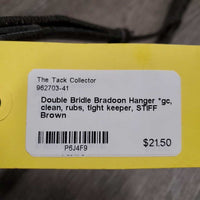 The Tack Collector
962703-41
Double Bridle Bradoon Hanger *gc,
clean, rubs, tight keeper, STIFF
Brown
$21.50
P6J4F9